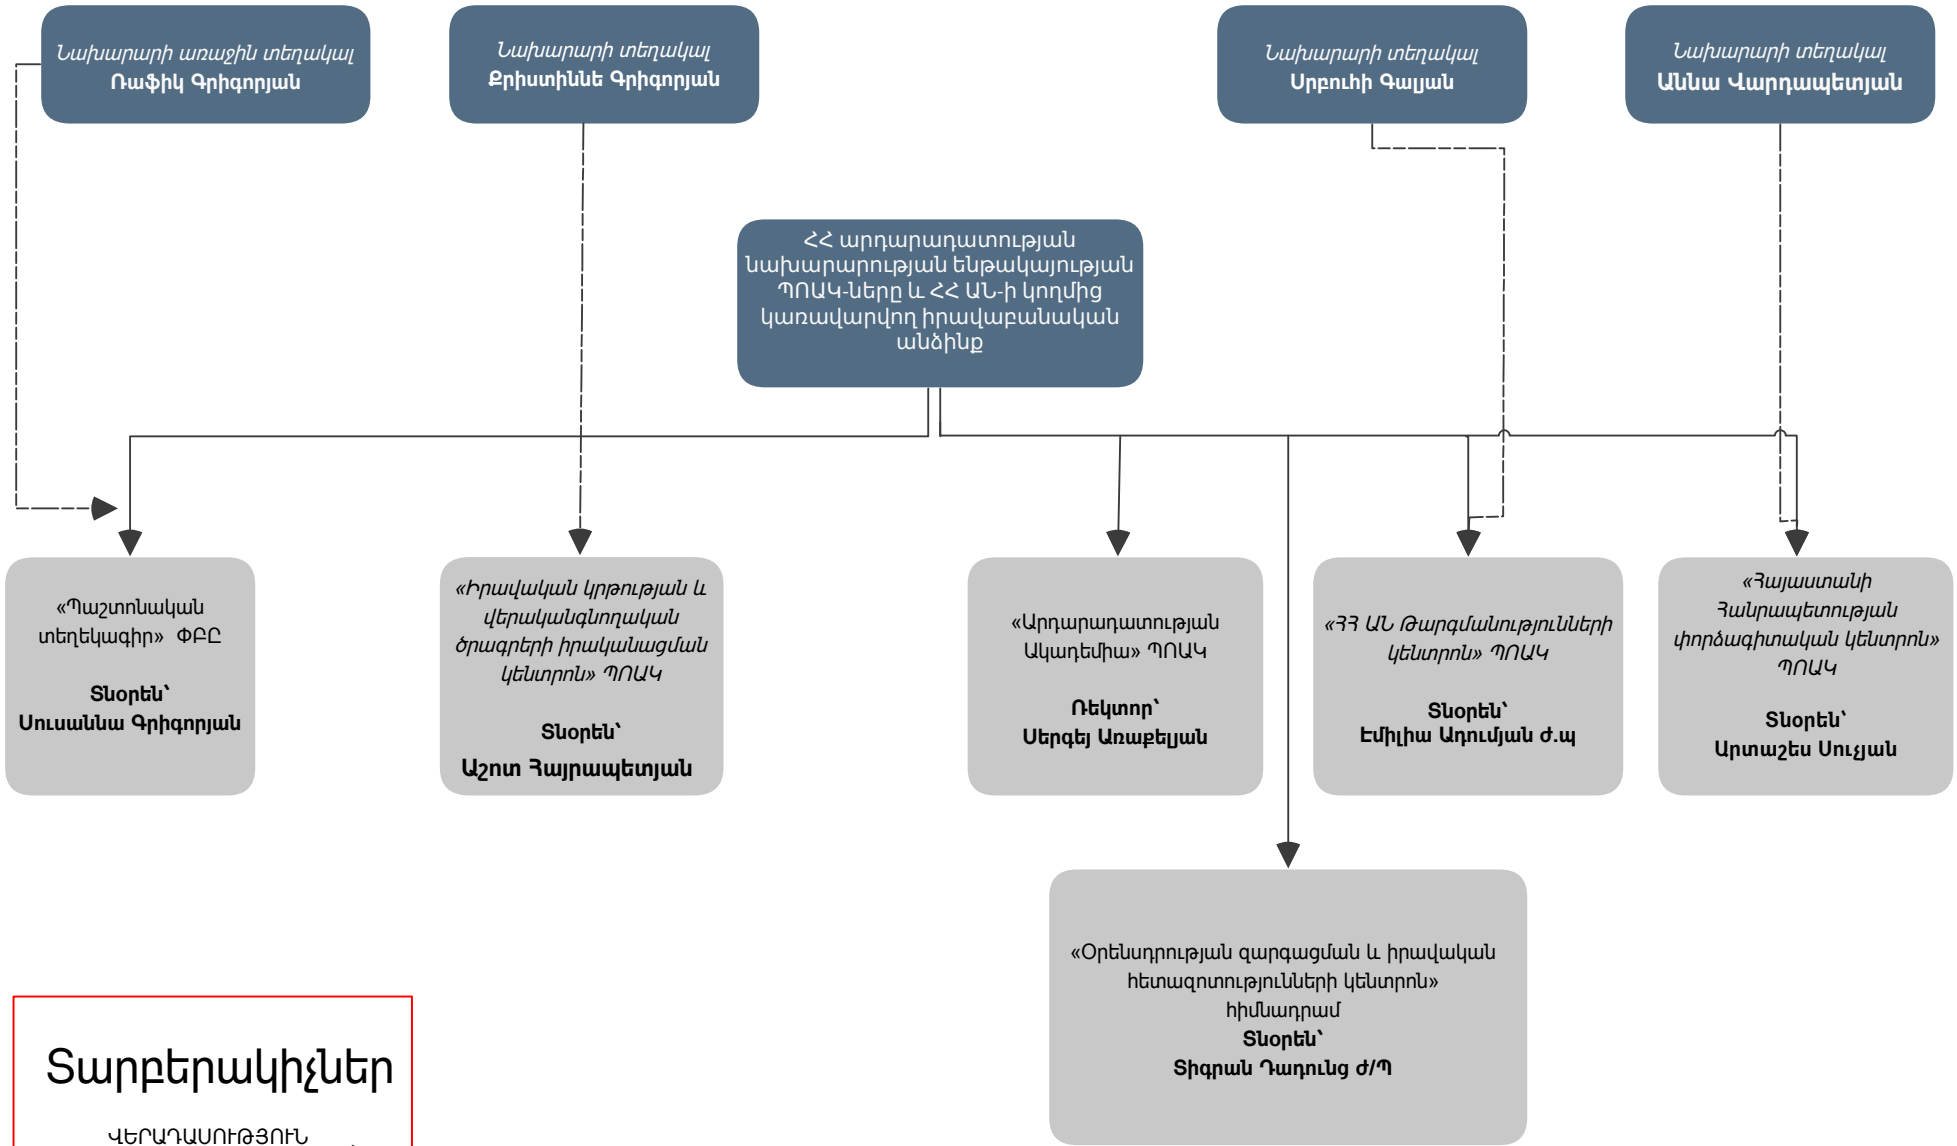 Նախարարի առաջին տեղակալ
Ռաֆիկ Գրիգորյան
Նախարարի տեղակալ
Քրիստիննե Գրիգորյան
Նախարարի տեղակալ
Սրբուհի Գալյան
Նախարարի տեղակալ
Աննա Վարդապետյան
ՀՀ արդարադատության
նախարարության ենթակայության
ՊՈԱԿ-ները և ՀՀ ԱՆ-ի կողմից
կառավարվող իրավաբանական
անձինք
«Պաշտոնական
տեղեկագիր» ՓԲԸ
Տնօրեն՝
Սուսաննա Գրիգորյան
«Իրավական կրթության և
վերականգնողական
ծրագրերի իրականացման
կենտրոն» ՊՈԱԿ
Տնօրեն՝
Աշոտ Հայրապետյան
«Արդարադատության
Ակադեմիա» ՊՈԱԿ
Ռեկտոր՝
Սերգեյ Առաքելյան
«ՀՀ ԱՆ Թարգմանությունների
կենտրոն» ՊՈԱԿ
Տնօրեն՝
Էմիլիա Ադումյան ժ.պ
«Հայաստանի
Հանրապետության
փորձագիտական կենտրոն»
ՊՈԱԿ
Տնօրեն՝
Արտաշես Սուչյան
«Օրենսդրության զարգացման և իրավական
հետազոտությունների կենտրոն»
հիմնադրամ
Տնօրեն՝
Տիգրան Դադունց Ժ/Պ
Տարբերակիչներ
ՎԵՐԱԴԱՍՈՒԹՅՈՒՆ